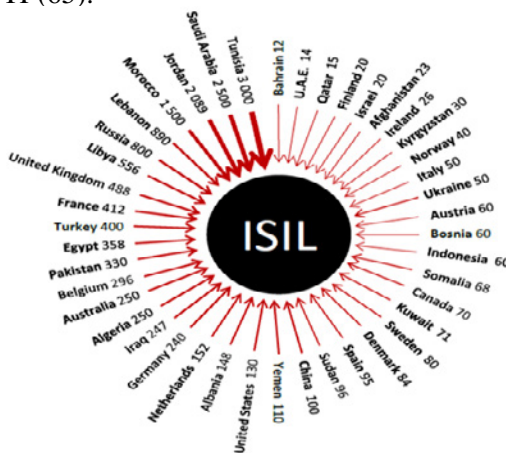 H (65).
Bahrain 12
U.A.E. 14
Qatar 15
Finland 20
Israel 20
Afghanistan 23
Ireland 26
Kyrgyzstan 30
Norway 40
Italy 50
Ukraine 50
Austria 60
Bosnia 60
Indonesia 60
Somalia 68
Canada 70
Kuwait 71
Sweden 80
Denmark 84
Spain 95
Sudan 96
China 100
Yemen 110
United States 130
Albania 148
Netherlands 152
Germany 240
Iraq 247
Algeria 250
Australia 250
Belgium 296
Pakistan 330
Egypt 358
Turkey 400
France 412
United Kingdom 488
Libya 556
Russia 800
Lebanon 890
Morocco 1 500
Jordan 2 089
Saudi Arabia 2 500
Tunisia 3 000
ISIL